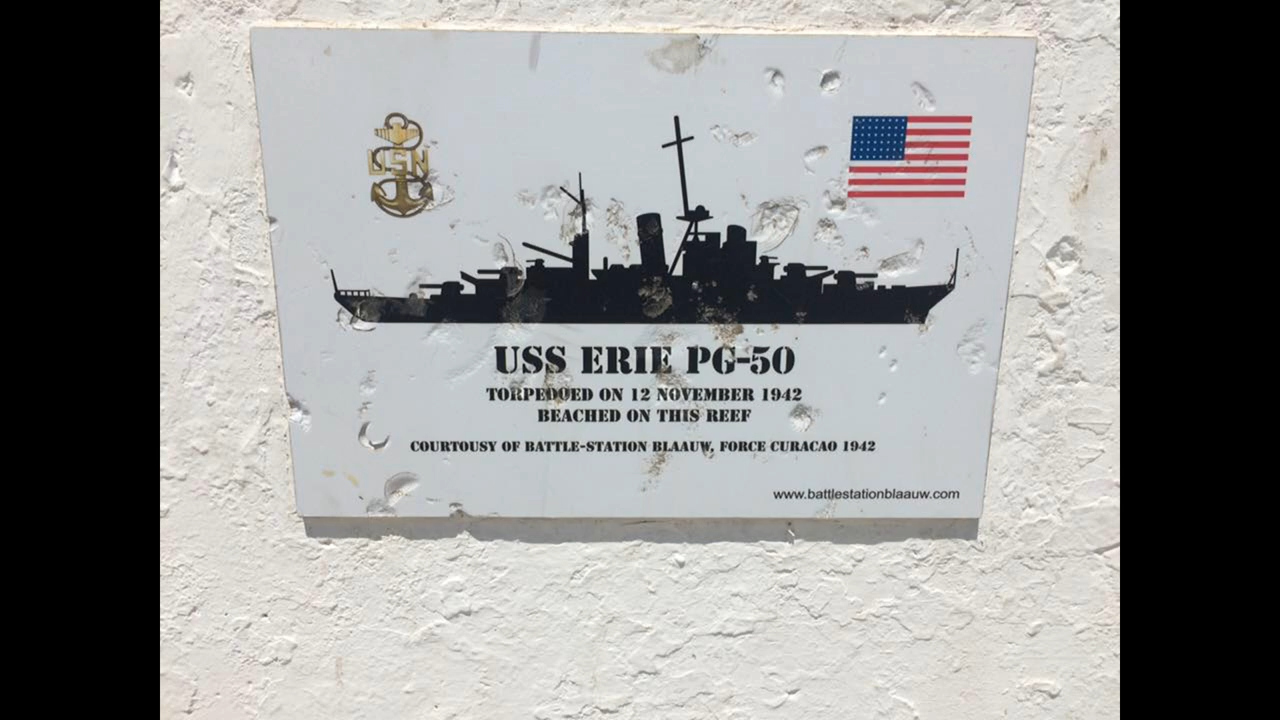 USN
USS ERIE PG-50
TORPEDOED ON 12 NOVEMBER 1942
BEACHED ON THIS REEF
COURTOUSY OF BATTLE-STATION BLAAUW, FORCE CURACAO 1942
www.battlestationblaauw.com